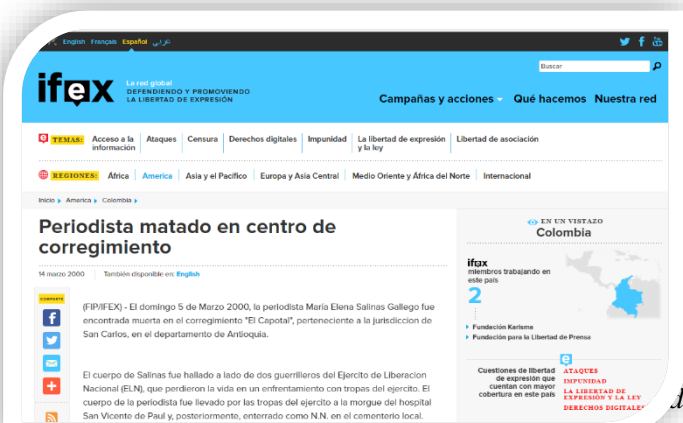 English Français Español عربي
Buscar
ifex
La red global
DEFENDIENDO Y PROMOVIENDO
LA LIBERTAD DE EXPRESIÓN
Campañas y acciones Qué hacemos Nuestra red
TEMAS: Acceso a la información Ataques Censura Derechos digitales Impunidad La libertad de expresión y la ley Libertad de asociación
REGIONES: África America Asia y el Pacífico Europa y Asia Central Medio Oriente y África del Norte Internacional
Inicio America Colombia
Periodista matado en centro de
corregimiento
14 marzo 2000 También disponible en: English
COMPARTE
(FIP/IFEX) - El domingo 5 de Marzo 2000, la periodista María Elena Salinas Gallego fue
encontrada muerta en el corregimiento "El Capotal", perteneciente a la jurisdiccion de
San Carlos, en el departamento de Antioquia.
El cuerpo de Salinas fue hallado a lado de dos guerrilleros del Ejercito de Liberacion
Nacional (ELN), que perdieron la vida en un enfrentamiento con tropas del ejercito. El
cuerpo de la periodista fue llevado por las tropas del ejercito a la morgue del hospital
San Vicente de Paul y, posteriormente, enterrado como N.N. en el cementerio local.
EN UN VISTAZO
Colombia
ifex
miembros trabajando en
este país
2
Fundación Karisma
Fundación para la Libertad de Prensa
Cuestiones de libertad
de expresión que
cuentan con mayor
cobertura en este país
ATAQUES
IMPUNIDAD
LA LIBERTAD DE
EXPRESIÓN Y LA LEY
DERECHOS DIGITALES